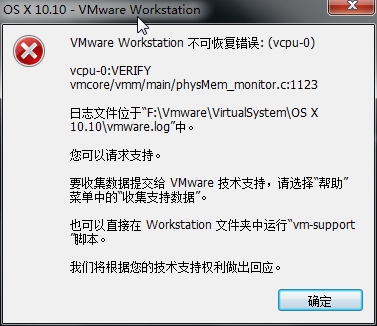 OS X 10.10 - VMware Workstation
VMware Workstation 不可恢复错误: (vcpu-0)
vcpu-0:VERIFY
vmcore/vmm/main/physMem_monitor.c:1123
日志文件位于“F:\Vmware\VirtualSystem\OS X
10.10\vmware.log”中。
您可以请求支持。
要收集数据提交给 VMware 技术支持，请选择“帮助”
菜单中的“收集支持数据”。
也可以直接在 Workstation 文件夹中运行“vm-support
”脚本。
我们将根据您的技术支持权利做出回应。
确定